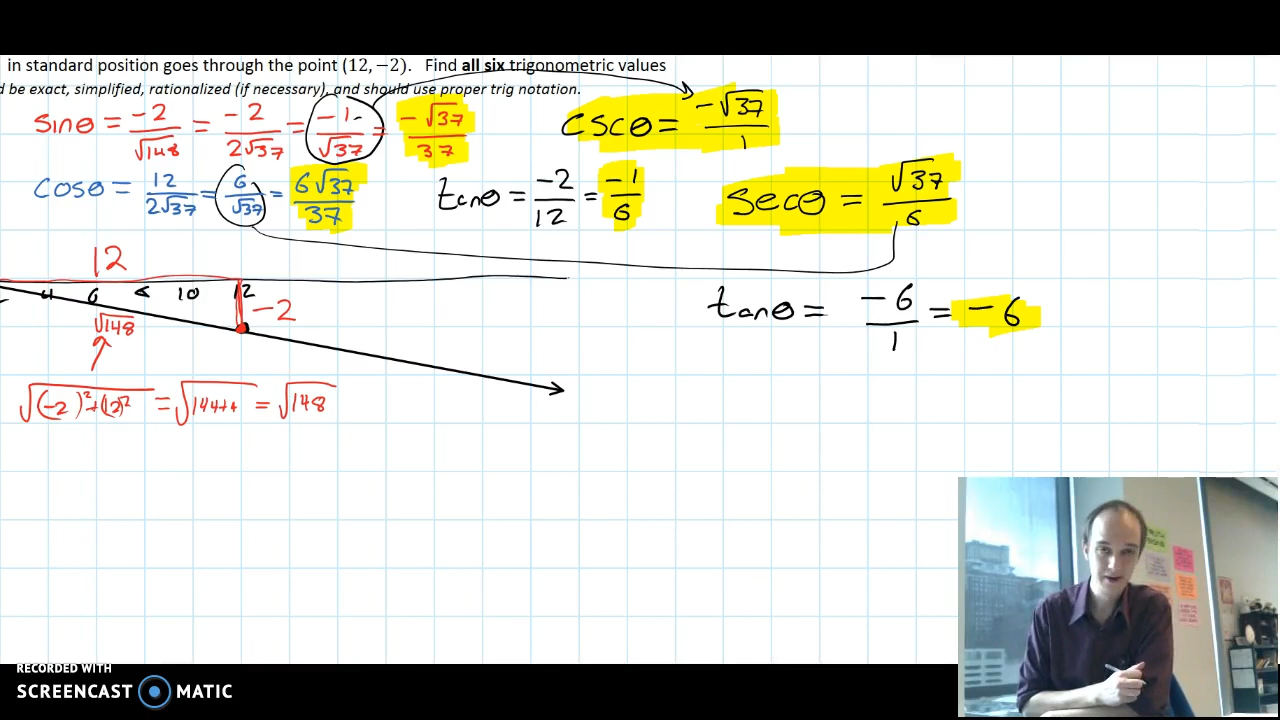 in standard position goes through the point (12, −2). Find all six trigonometric values
d be exact, simplified, rationalized (if necessary), and should use proper trig notation.
sinθ = -2/√148 = -2/2√37 = -1/√37 = -√37/37
cscθ = -√37/1
cosθ = 12/2√37 = 6/√37 = 6√37/37
tanθ = -2/12 = -1/6
secθ = √37/6
12
4 6 8 10 12
-2
√148
tanθ = -6/1 = -6
√(-2)²+(12)² = √144+4 = √148
RECORDED WITH
SCREENCAST MATIC